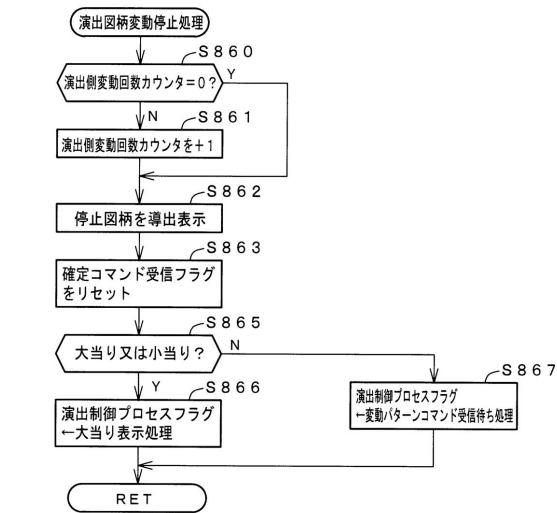 演出図柄変動停止処理
S860
演出側変動回数カウンタ=0?
Y
N
S861
演出側変動回数カウンタを+1
S862
停止図柄を導出表示
S863
確定コマンド受信フラグ
をリセット
S865
大当り又は小当り?
N
Y
S866
演出制御プロセスフラグ
←大当り表示処理
S867
演出制御プロセスフラグ
←変動パターンコマンド受信待ち処理
RET